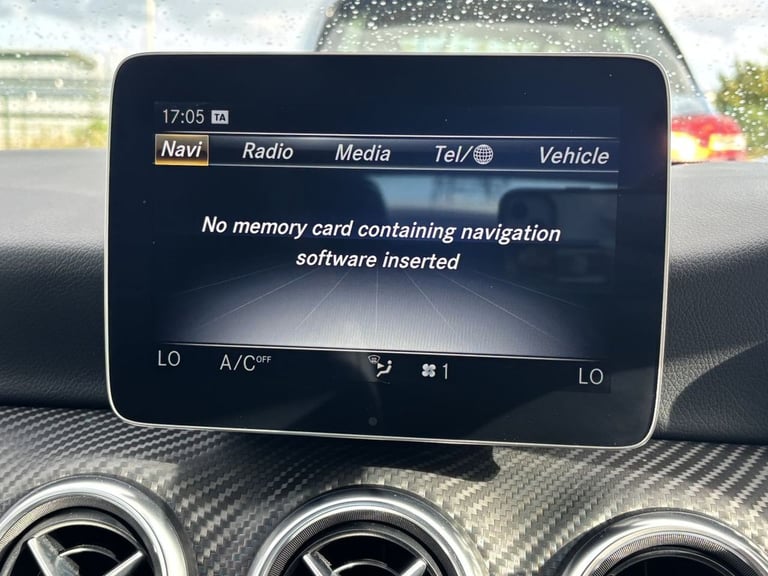 17:05 TA
Navi Radio Media Tel/ Vehicle
No memory card containing navigation
software inserted
LO A/C OFF 1 LO